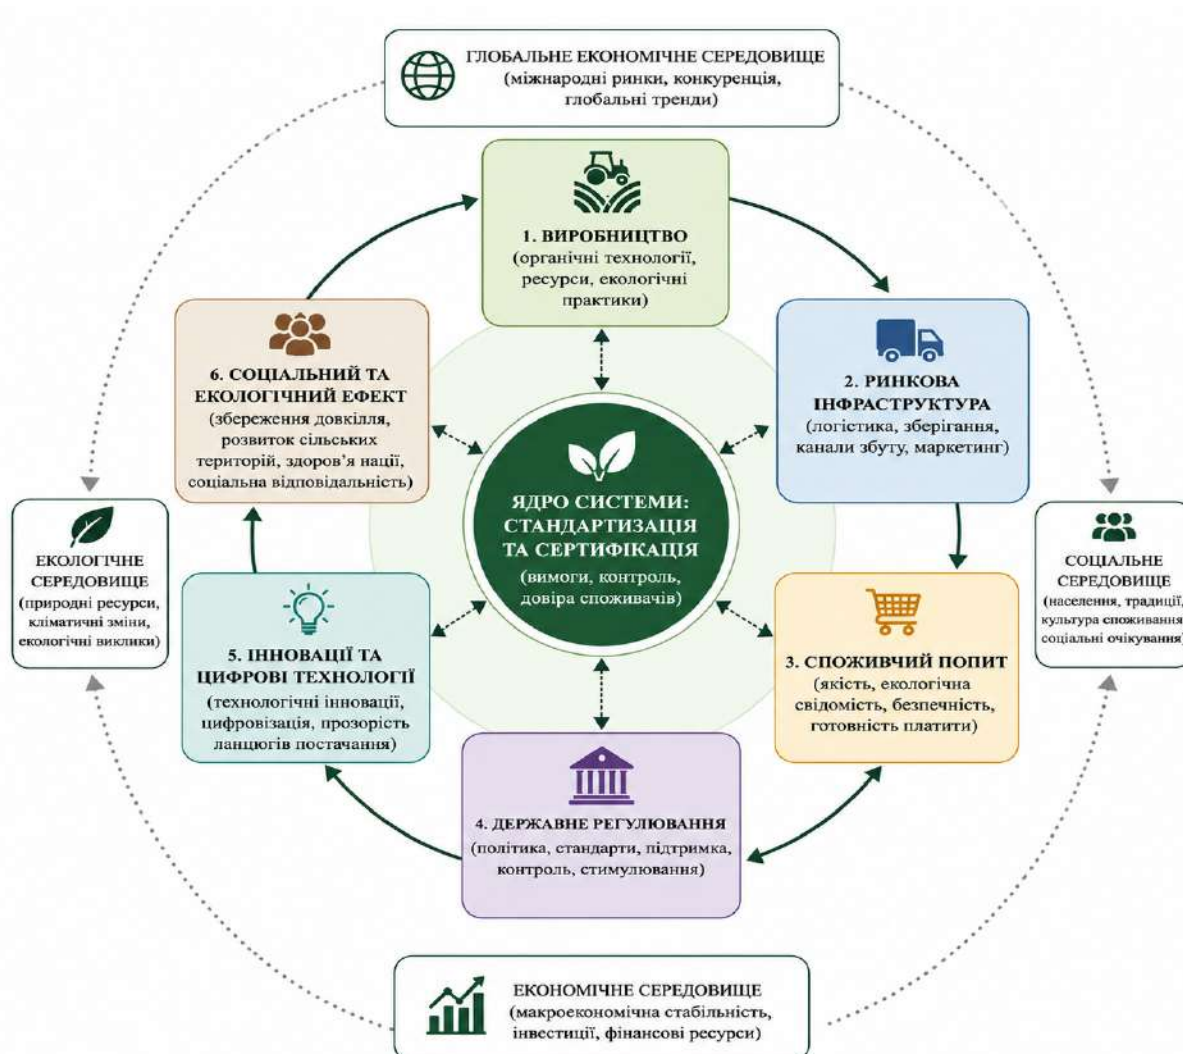 ГЛОБАЛЬНЕ ЕКОНОМІЧНЕ СЕРЕДОВИЩЕ
(міжнародні ринки, конкуренція,
глобальні тренди)
1. ВИРОБНИЦТВО
(органічні технології,
ресурси, екологічні
практики)
2. РИНКОВА
ІНФРАСТРУКТУРА
(логістика, зберігання,
канали збуту, маркетинг)
6. СОЦІАЛЬНИЙ ТА
ЕКОЛОГІЧНИЙ ЕФЕКТ
(збереження довкілля,
розвиток сільських
територій, здоров’я нації,
соціальна відповідальність)
ЯДРО СИСТЕМИ:
СТАНДАРТИЗАЦІЯ
ТА СЕРТИФІКАЦІЯ
(вимоги, контроль,
довіра споживачів)
ЕКОЛОГІЧНЕ
СЕРЕДОВИЩЕ
(природні ресурси,
кліматичні зміни,
екологічні виклики)
СОЦІАЛЬНЕ
СЕРЕДОВИЩЕ
(населення, традиції,
культура споживання,
соціальні очікування)
5. ІННОВАЦІЇ ТА
ЦИФРОВІ ТЕХНОЛОГІЇ
(технологічні інновації,
цифровізація, прозорість
ланцюгів постачання)
3. СПОЖИВЧИЙ ПОПИТ
(якість, екологічна
свідомість, безпечність,
готовність платити)
4. ДЕРЖАВНЕ РЕГУЛЮВАННЯ
(політика, стандарти, підтримка,
контроль, стимулювання)
ЕКОНОМІЧНЕ СЕРЕДОВИЩЕ
(макроекономічна стабільність,
інвестиції, фінансові ресурси)